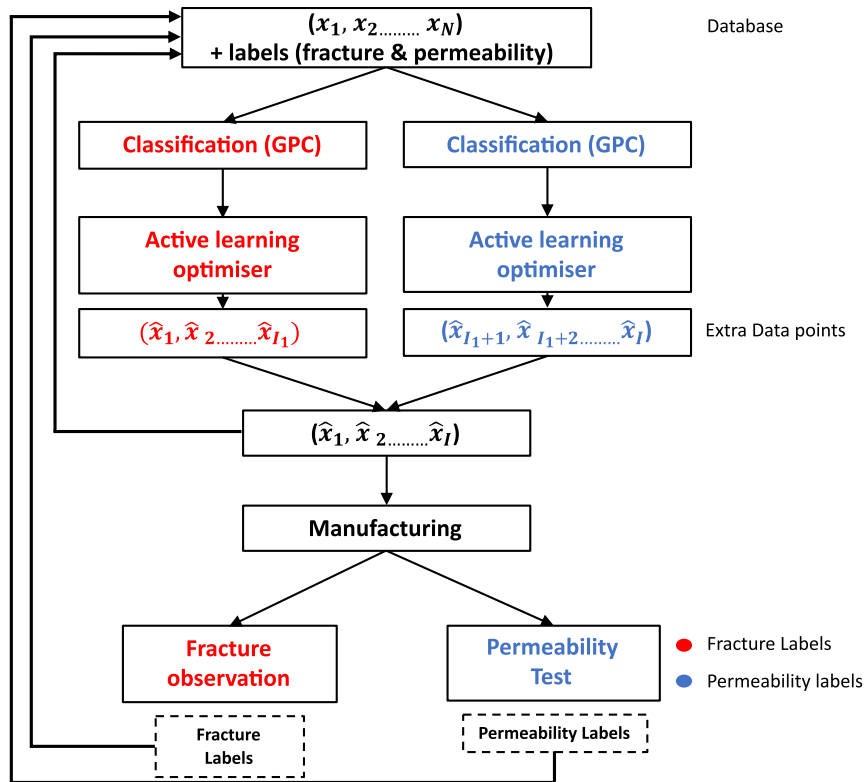 (x₁, x₂......... x_N)
+ labels (fracture & permeability)
Database
Classification (GPC)
Classification (GPC)
Active learning
optimiser
Active learning
optimiser
(x̂₁, x̂ ₂.........x̂_{I₁})
(x̂_{I₁+1}, x̂ _{I₁+2}.........x̂_I)
Extra Data points
(x̂₁, x̂ ₂.........x̂_I)
Manufacturing
Fracture
observation
Permeability
Test
Fracture Labels
Permeability labels
Fracture
Labels
Permeability Labels